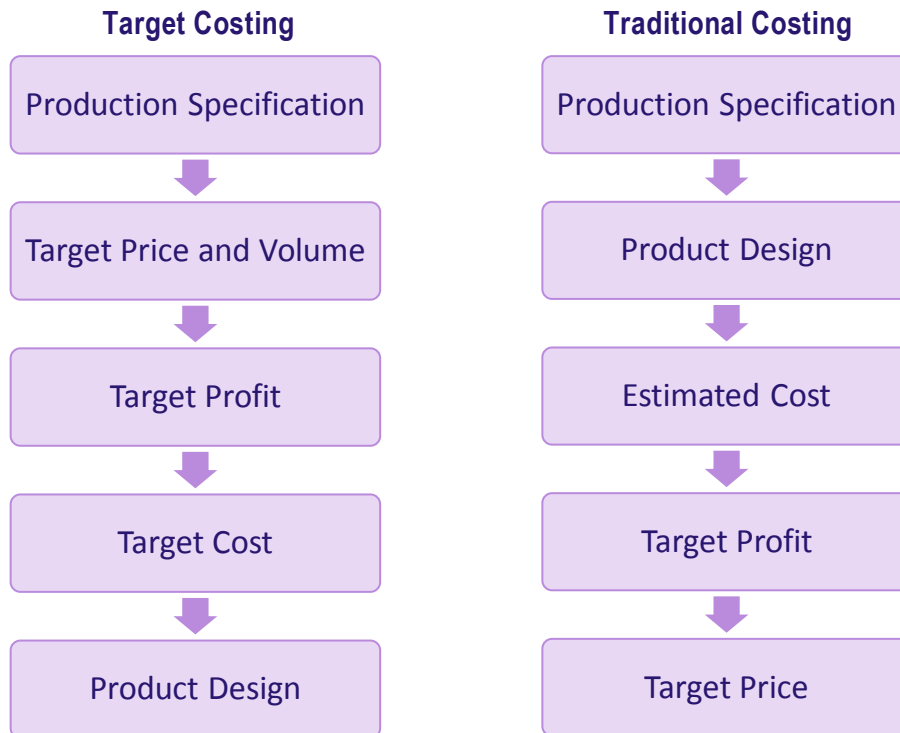 Target Costing
Production Specification
Target Price and Volume
Target Profit
Target Cost
Product Design
Traditional Costing
Production Specification
Product Design
Estimated Cost
Target Profit
Target Price